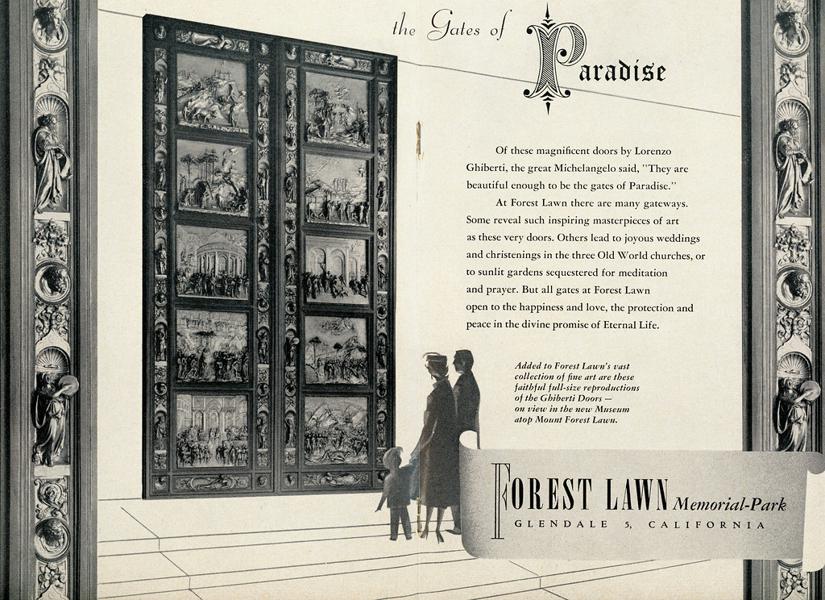 the Gates of Paradise
Of these magnificent doors by Lorenzo
Ghiberti, the great Michelangelo said, "They are
beautiful enough to be the gates of Paradise."
At Forest Lawn there are many gateways.
Some reveal such inspiring masterpieces of art
as these very doors. Others lead to joyous weddings
and christenings in the three Old World churches, or
to sunlit gardens sequestered for meditation
and prayer. But all gates at Forest Lawn
open to the happiness and love, the protection and
peace in the divine promise of Eternal Life.
Added to Forest Lawn's vast
collection of fine art are these
faithful full-size reproductions
of the Ghiberti Doors —
on view in the new Museum
atop Mount Forest Lawn.
FOREST LAWN Memorial-Park
GLENDALE 5, CALIFORNIA